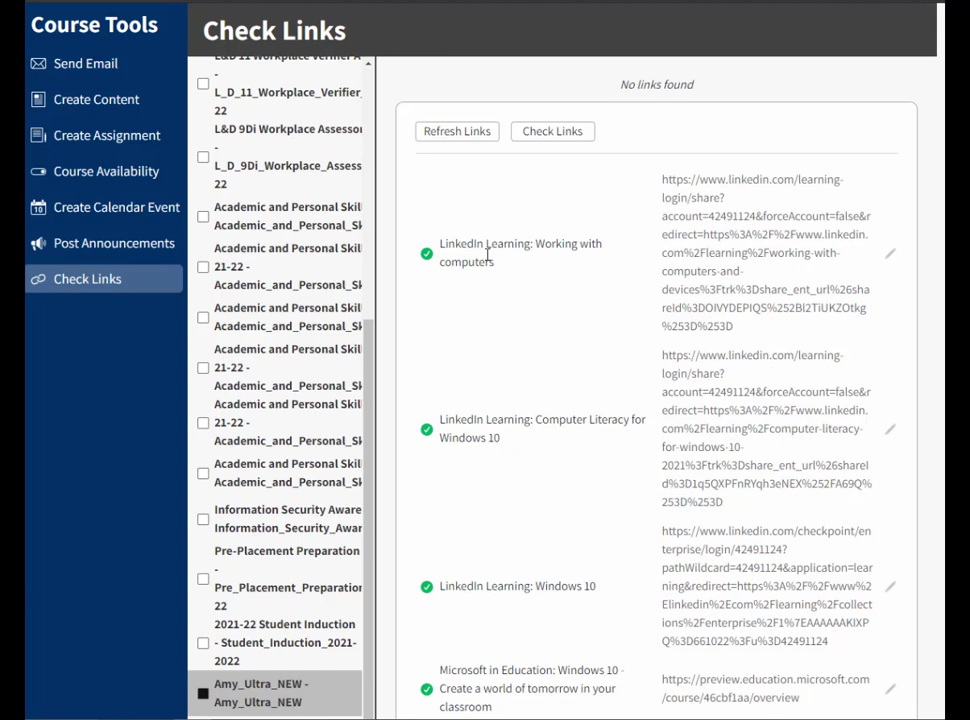 Course Tools
Send Email
Create Content
Create Assignment
Course Availability
Create Calendar Event
10
Post Announcements
Check Links
Check Links
L&D 11 Workplace Verifier A
-
L_D_11_Workplace_Verifier_
22
L&D 9Di Workplace Assessor
-
L_D_9Di_Workplace_Assess
22
Academic and Personal Skil
Academic_and_Personal_Sk
Academic and Personal Skil
21-22 -
Academic_and_Personal_Sk
Academic and Personal Skil
Academic_and_Personal_Sk
Academic and Personal Skil
21-22 -
Academic_and_Personal_Sk
Academic and Personal Skil
21-22 -
Academic_and_Personal_Sk
Academic and Personal Skil
Academic_and_Personal_Sk
Information Security Aware
Information_Security_Awar
Pre-Placement Preparation
-
Pre_Placement_Preparation
22
2021-22 Student Induction
- Student_Induction_2021-
2022
Amy_Ultra_NEW -
Amy_Ultra_NEW
No links found
Refresh Links
Check Links
LinkedIn Learning: Working with
computers
https://www.linkedin.com/learning-
login/share?
account=42491124&forceAccount=false&r
edirect=https%3A%2F%2Fwww.linkedin.
com%2Flearning%2Fworking-with-
computers-and-
devices%3Ftrk%3Dshare_ent_url%26sha
reId%3DOIVYDEPIQS%252Bl2TiUKZOtkg
%253D%253D
LinkedIn Learning: Computer Literacy for
Windows 10
https://www.linkedin.com/learning-
login/share?
account=42491124&forceAccount=false&r
edirect=https%3A%2F%2Fwww.linkedin.
com%2Flearning%2Fcomputer-literacy-
for-windows-10-
2021%3Ftrk%3Dshare_ent_url%26shareI
d%3D1q5QXPFnRYqh3eNEX%252FA69Q%
253D%253D
LinkedIn Learning: Windows 10
https://www.linkedin.com/checkpoint/en
terprise/login/42491124?
pathWildcard=42491124&application=lear
ning&redirect=https%3A%2F%2Fwww%2
Elinkedin%2Ecom%2Flearning%2Fcollect
ions%2Fenterprise%2F1%7EAAAAAAKlXP
Q%3D661022%3Fu%3D42491124
Microsoft in Education: Windows 10 -
Create a world of tomorrow in your
classroom
https://preview.education.microsoft.com
/course/46cbf1aa/overview